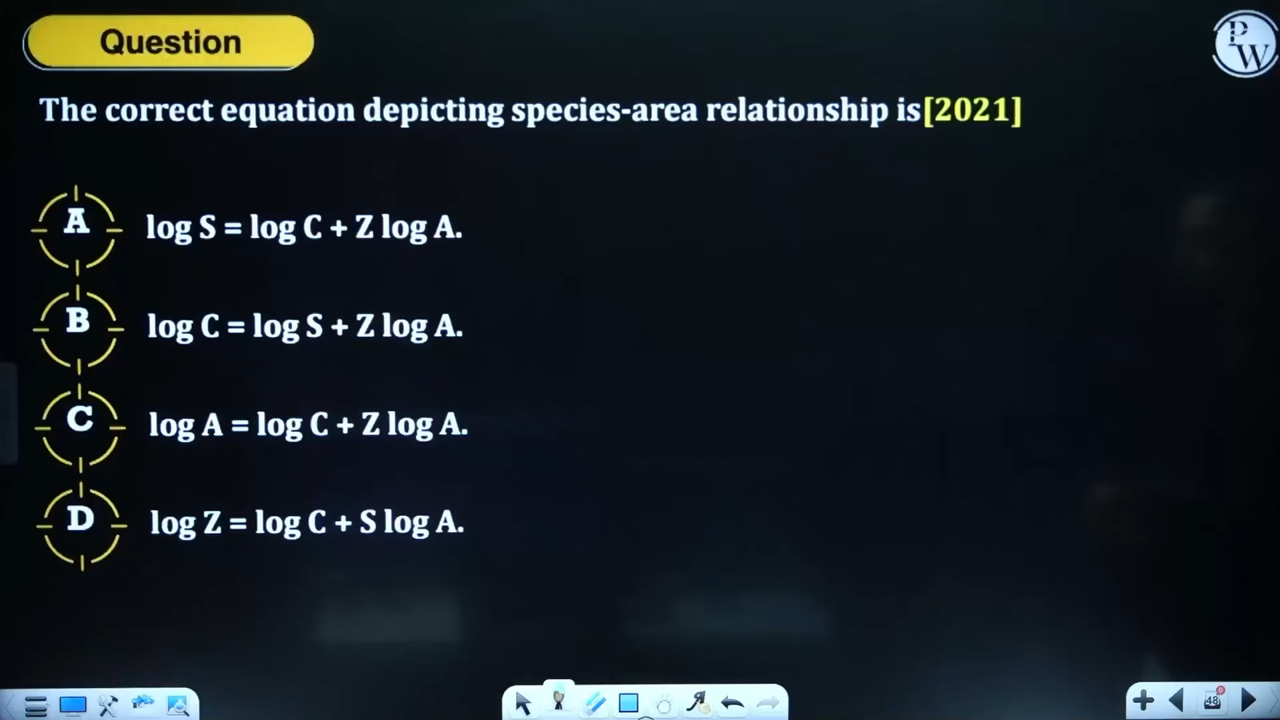 Question
P
W
The correct equation depicting species-area relationship is [2021]
A log S = log C + Z log A.
B log C = log S + Z log A.
C log A = log C + Z log A.
D log Z = log C + S log A.
48